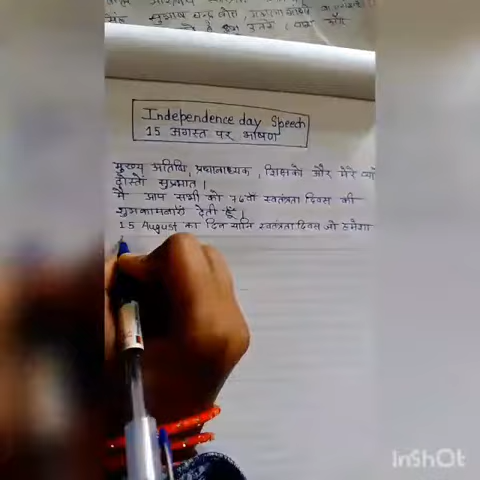 सुभाष चन्द्र बोस,
Independence day Speech
15 अगस्त पर भाषण
मुख्य अतिथि, प्रधानाध्यापक, शिक्षकों और मेरे
दोस्तों सुप्रभात।
मैं आप सभी को 76वें स्वतंत्रता दिवस की
शुभकामनाएँ देती हूँ।
15 August का दिन यानि स्वतंत्रता दिवस जो हमेशा
InShOt